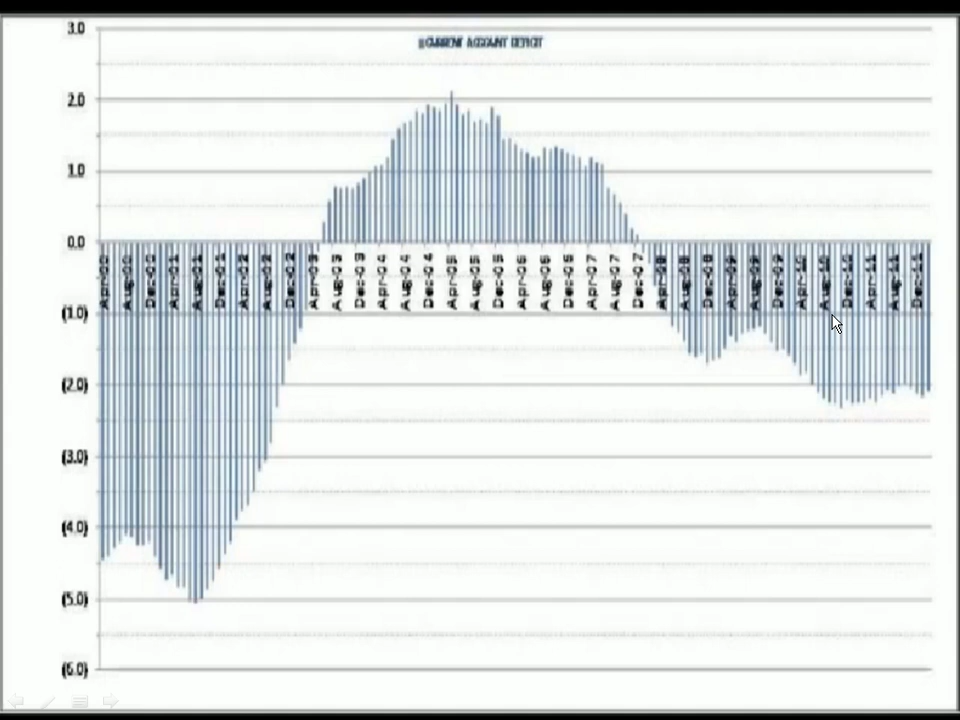 3.0
CURRENT ACCOUNT DEFICIT
2.0
1.0
0.0
Apr-00
Aug-00
Dec-00
Apr-01
Aug-01
Dec-01
Apr-02
Aug-02
Dec-02
Apr-03
Aug-03
Dec-03
Apr-04
Aug-04
Dec-04
Apr-05
Aug-05
Dec-05
Apr-06
Aug-06
Dec-06
Apr-07
Aug-07
Dec-07
Apr-08
Aug-08
Dec-08
Apr-09
Aug-09
Dec-09
Apr-10
Aug-10
Dec-10
Apr-11
Aug-11
Dec-11
(1.0)
(2.0)
(3.0)
(4.0)
(5.0)
(6.0)